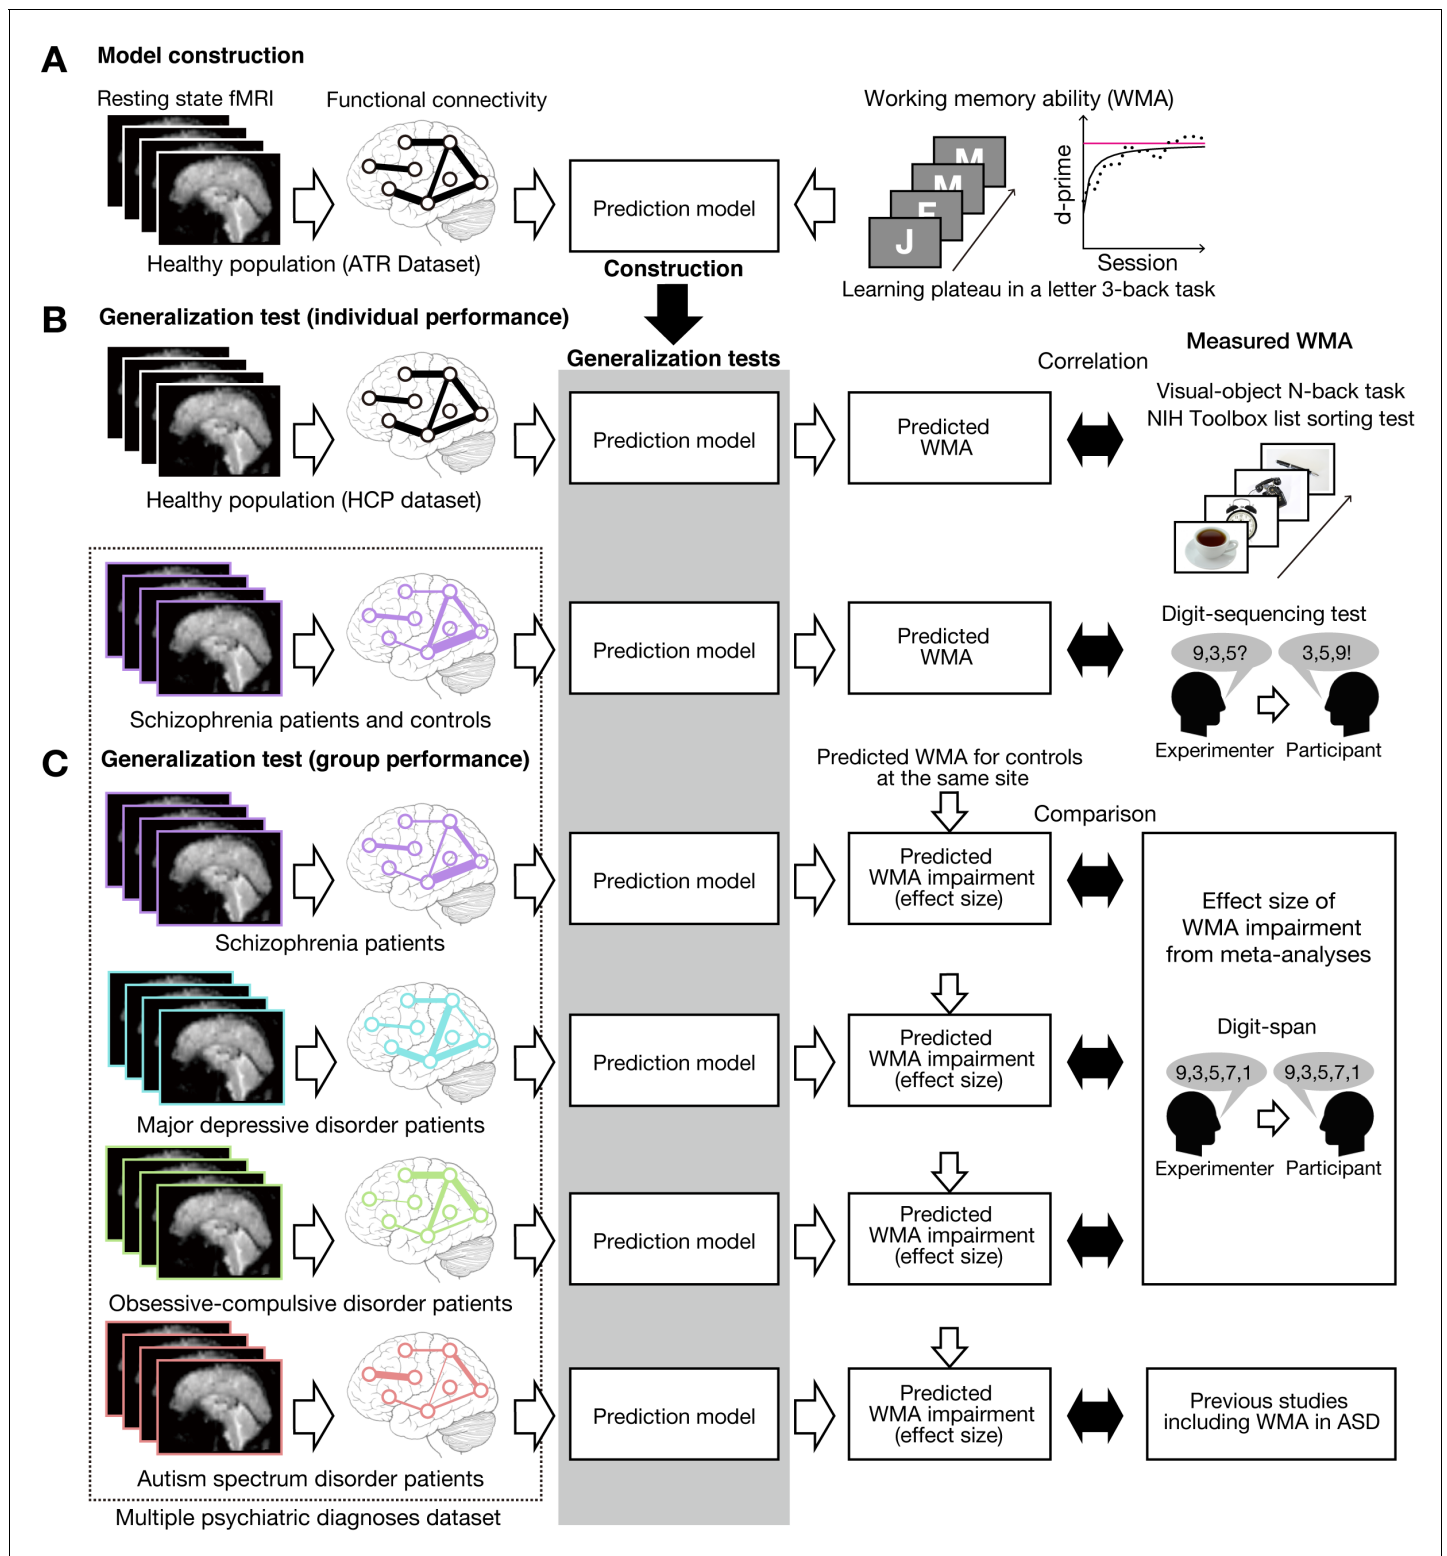 A
Model construction
Resting state fMRI
Functional connectivity
Working memory ability (WMA)
Prediction model
M
M
F
J
d-prime
Session
Healthy population (ATR Dataset)
Construction
Learning plateau in a letter 3-back task
B
Generalization test (individual performance)
Generalization tests
Correlation
Measured WMA
Visual-object N-back task
NIH Toolbox list sorting test
Prediction model
Predicted
WMA
Healthy population (HCP dataset)
Prediction model
Predicted
WMA
Digit-sequencing test
9,3,5?
3,5,9!
Experimenter
Participant
Schizophrenia patients and controls
C
Generalization test (group performance)
Predicted WMA for controls
at the same site
Comparison
Prediction model
Predicted
WMA impairment
(effect size)
Effect size of
WMA impairment
from meta-analyses
Schizophrenia patients
Prediction model
Predicted
WMA impairment
(effect size)
Digit-span
9,3,5,7,1
9,3,5,7,1
Experimenter
Participant
Major depressive disorder patients
Prediction model
Predicted
WMA impairment
(effect size)
Obsessive-compulsive disorder patients
Prediction model
Predicted
WMA impairment
(effect size)
Previous studies
including WMA in ASD
Autism spectrum disorder patients
Multiple psychiatric diagnoses dataset